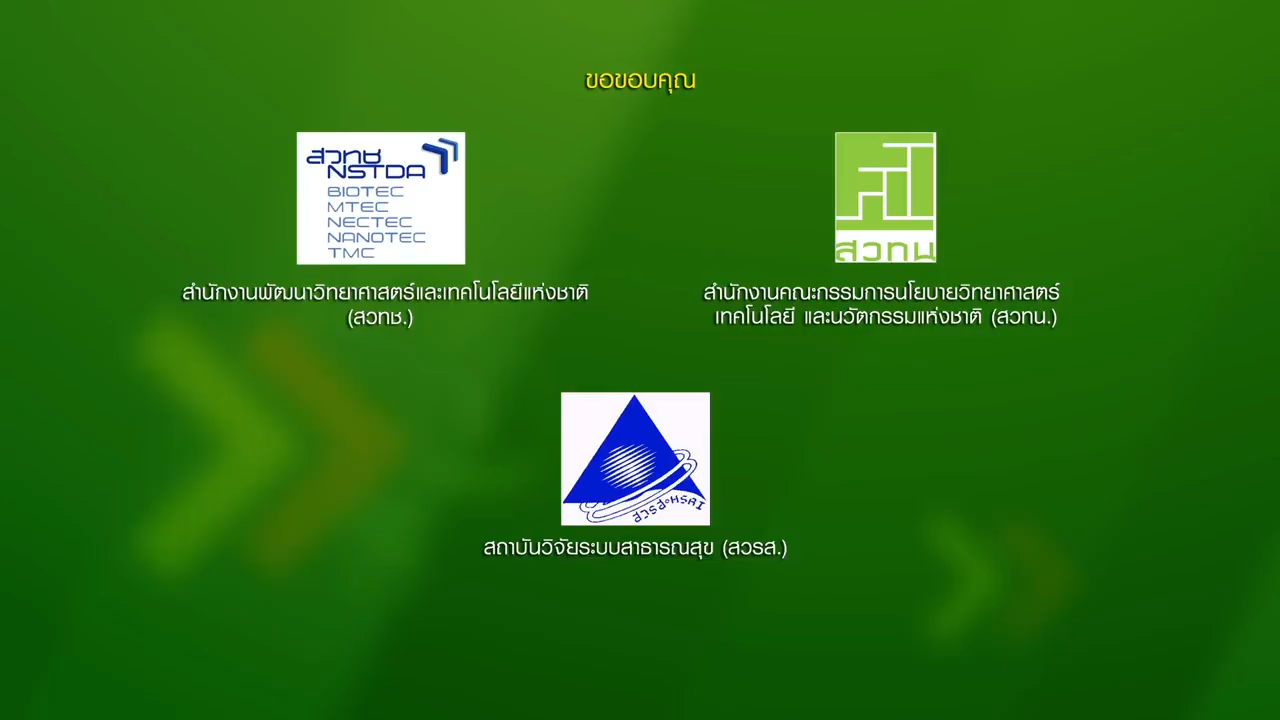 ขอขอบคุณ
สวทช
NSTDA
BIOTEC
MTEC
NECTEC
NANOTEC
TMC
สำนักงานพัฒนาวิทยาศาสตร์และเทคโนโลยีแห่งชาติ
(สวทช.)
สวทน
สำนักงานคณะกรรมการนโยบายวิทยาศาสตร์
เทคโนโลยี และนวัตกรรมแห่งชาติ (สวทน.)
สวรส•HSRI
สถาบันวิจัยระบบสาธารณสุข (สวรส.)